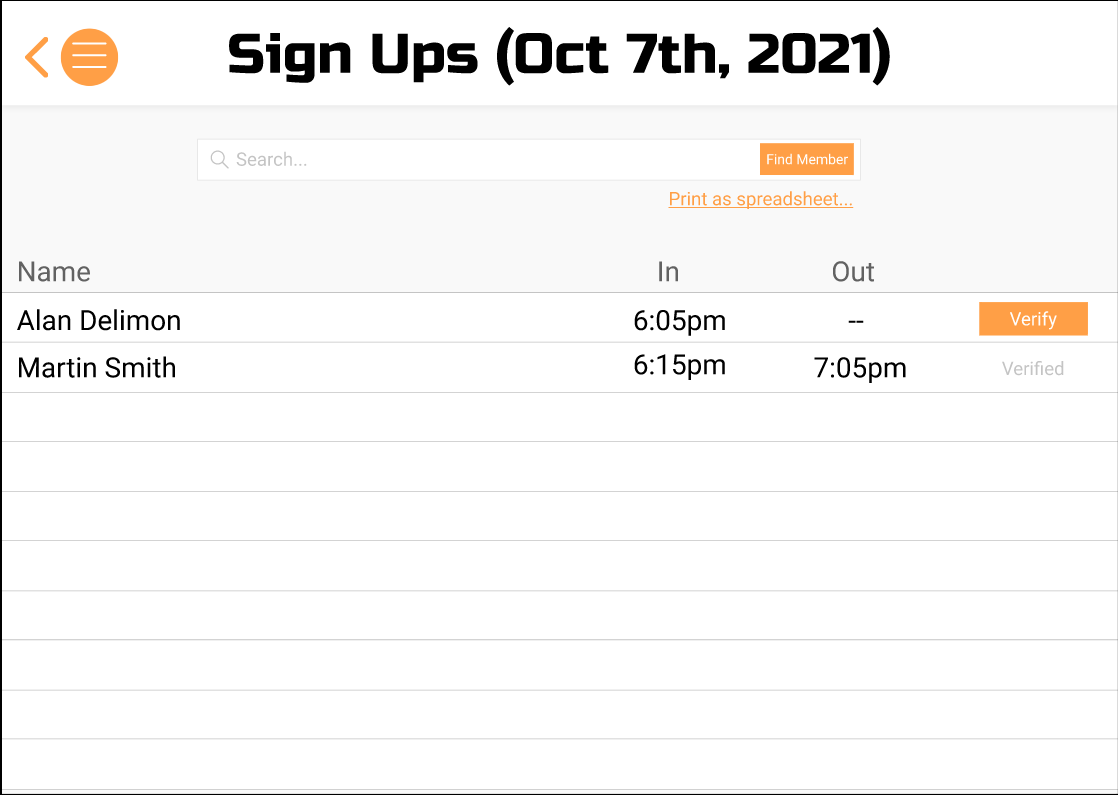 Sign Ups (Oct 7th, 2021)
Search...
Find Member
Print as spreadsheet...
Name In Out
Alan Delimon 6:05pm -- Verify
Martin Smith 6:15pm 7:05pm Verified